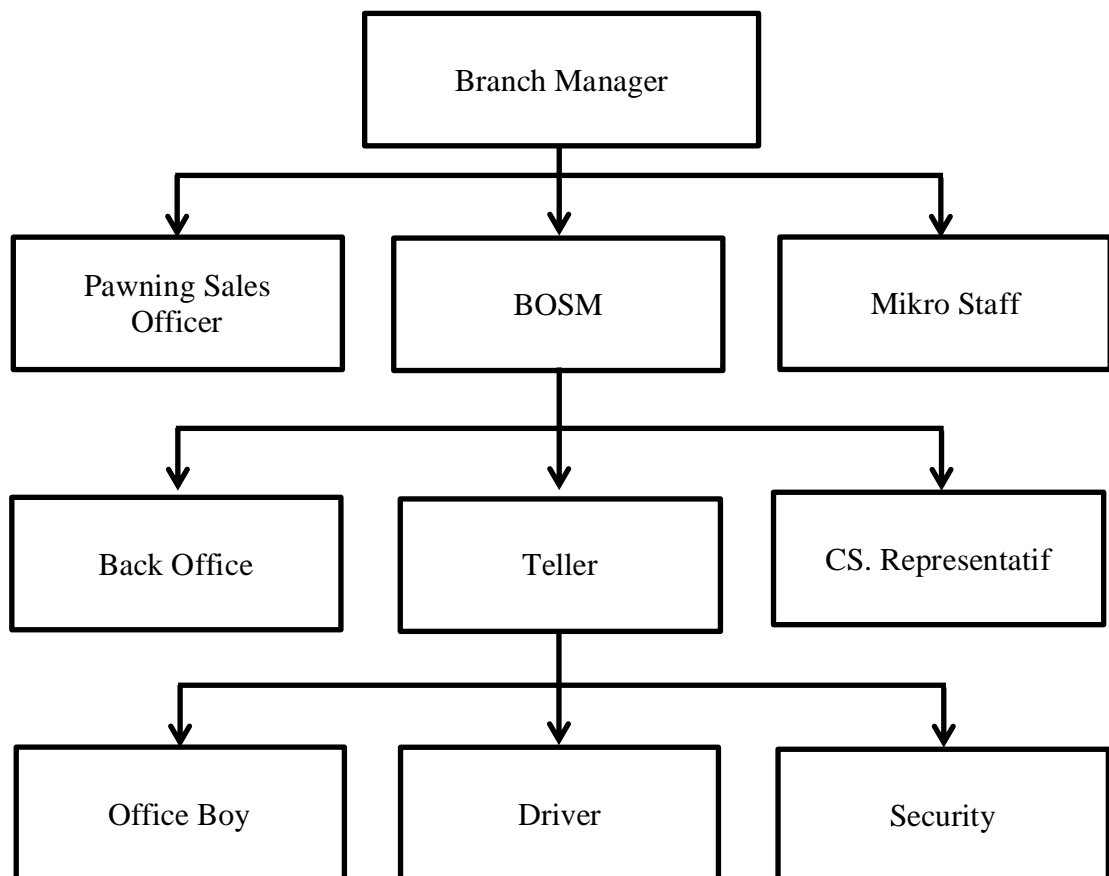 Branch Manager
Pawning Sales
Officer
BOSM
Mikro Staff
Back Office
Teller
CS. Representatif
Office Boy
Driver
Security